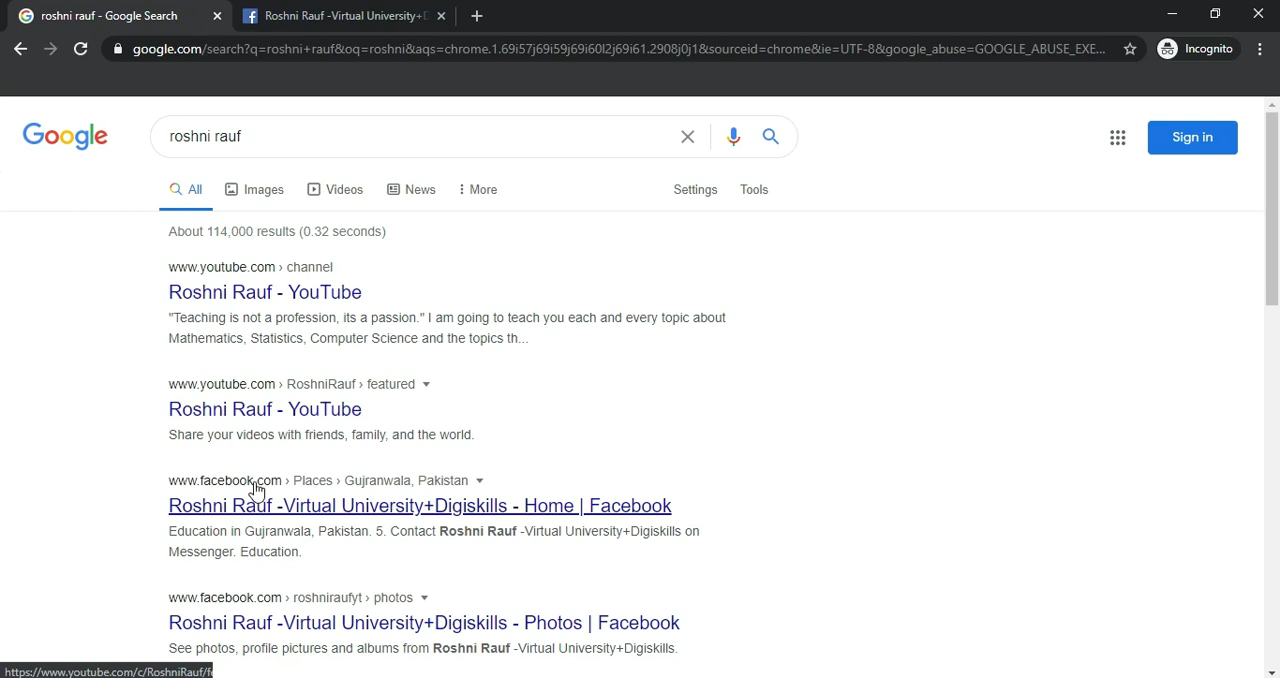 roshni rauf - Google Search
Roshni Rauf -Virtual University+D
google.com/search?q=roshni+rauf&oq=roshni&aqs=chrome.1.69i57j69i59j69i60l2j69i61.2908j0j1&sourceid=chrome&ie=UTF-8&google_abuse=GOOGLE_ABUSE_EXE...
Incognito
Google
roshni rauf
Sign in
All Images Videos News More Settings Tools
About 114,000 results (0.32 seconds)
www.youtube.com › channel
Roshni Rauf - YouTube
"Teaching is not a profession, its a passion." I am going to teach you each and every topic about
Mathematics, Statistics, Computer Science and the topics th...
www.youtube.com › RoshniRauf › featured
Roshni Rauf - YouTube
Share your videos with friends, family, and the world.
www.facebook.com › Places › Gujranwala, Pakistan
Roshni Rauf -Virtual University+Digiskills - Home | Facebook
Education in Gujranwala, Pakistan. 5. Contact Roshni Rauf -Virtual University+Digiskills on
Messenger. Education.
www.facebook.com › roshniraufyt › photos
Roshni Rauf -Virtual University+Digiskills - Photos | Facebook
See photos, profile pictures and albums from Roshni Rauf -Virtual University+Digiskills.
https://www.youtube.com/c/RoshniRauf/f